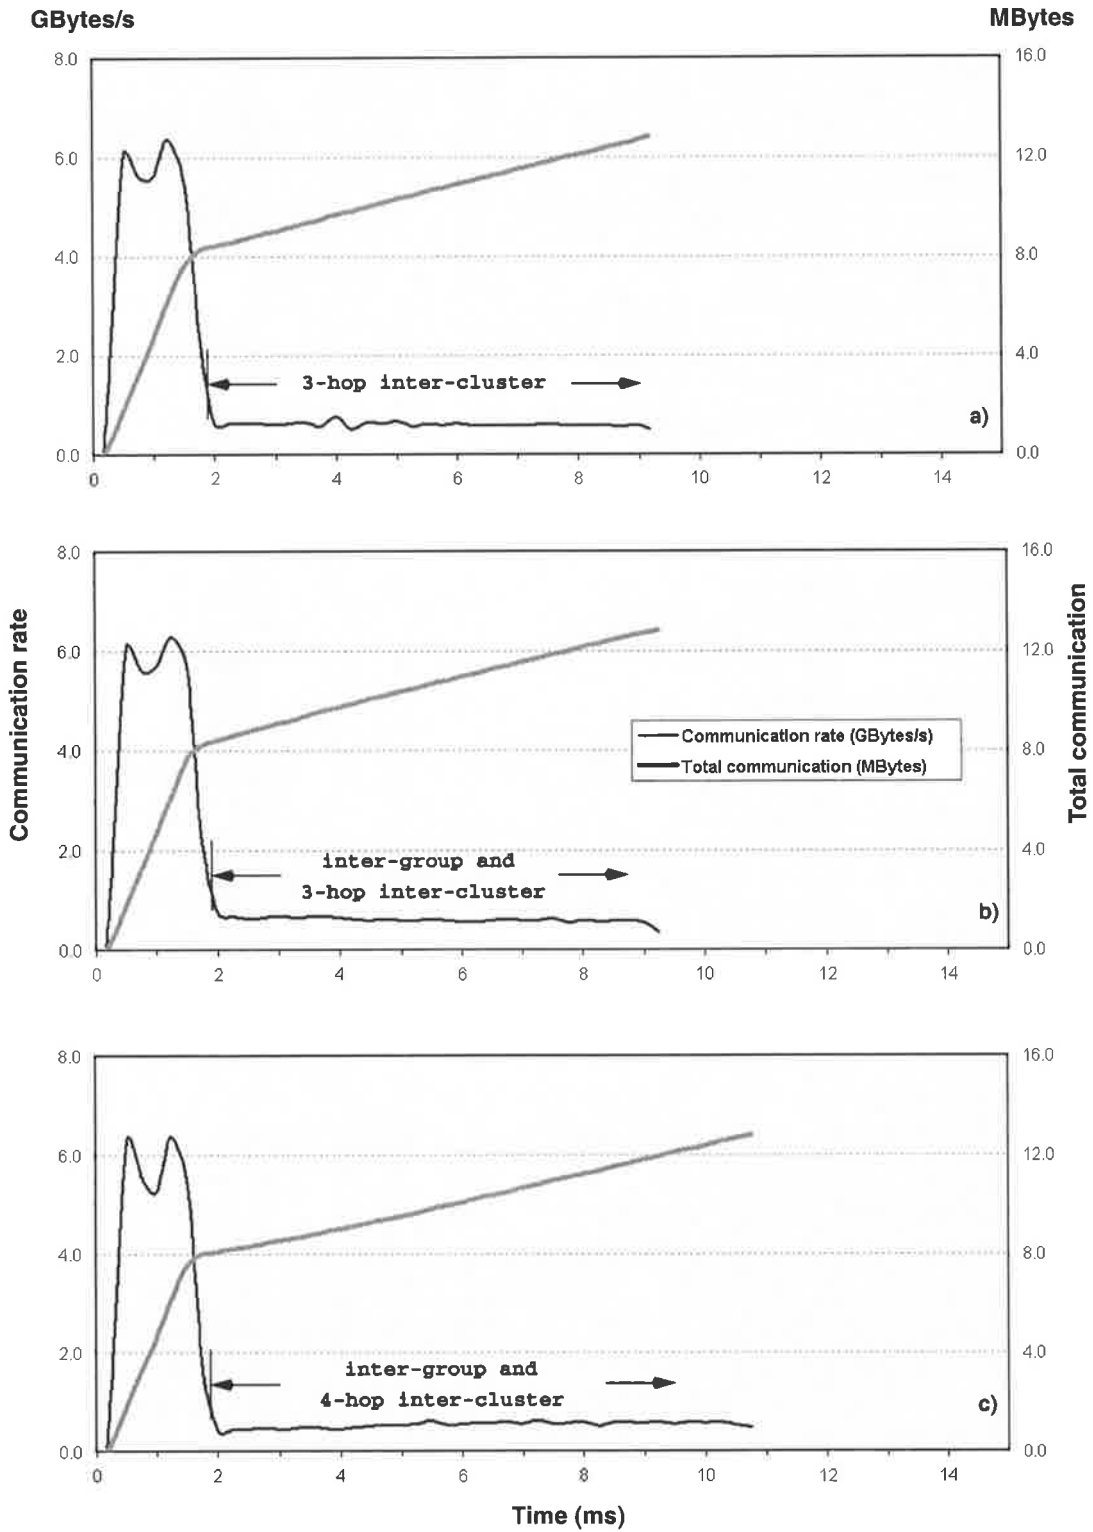 GBytes/s
MBytes
8.0
16.0
6.0
12.0
4.0
8.0
2.0
4.0
3-hop inter-cluster
a)
0.0
0.0
0 2 4 6 8 10 12 14
8.0
16.0
6.0
12.0
Communication rate (GBytes/s)
Total communication (MBytes)
4.0
8.0
Communication rate
Total communication
2.0
4.0
inter-group and
3-hop inter-cluster
b)
0.0
0.0
0 2 4 6 8 10 12 14
8.0
16.0
6.0
12.0
4.0
8.0
2.0
4.0
inter-group and
4-hop inter-cluster
c)
0.0
0.0
0 2 4 6 8 10 12 14
Time (ms)